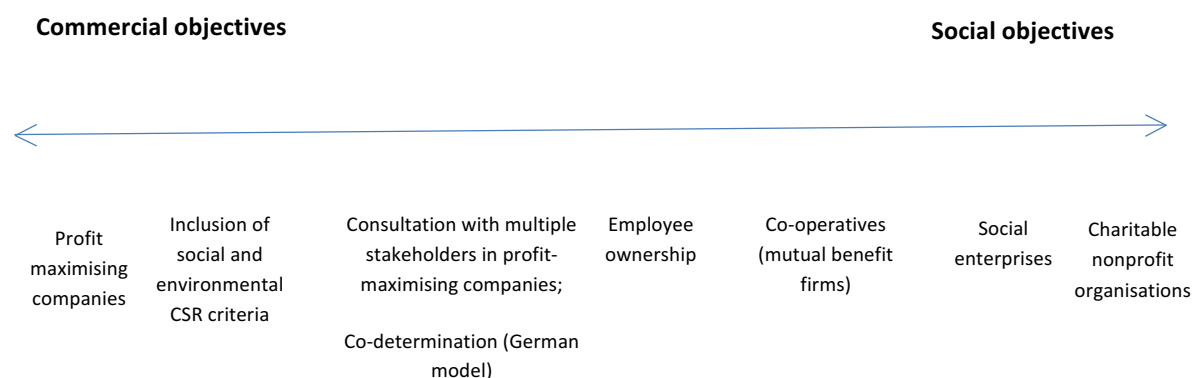 Commercial objectives
Social objectives
Profit
maximising
companies
Inclusion of
social and
environmental
CSR criteria
Consultation with multiple
stakeholders in profit-
maximising companies;
Co-determination (German
model)
Employee
ownership
Co-operatives
(mutual benefit
firms)
Social
enterprises
Charitable
nonprofit
organisations